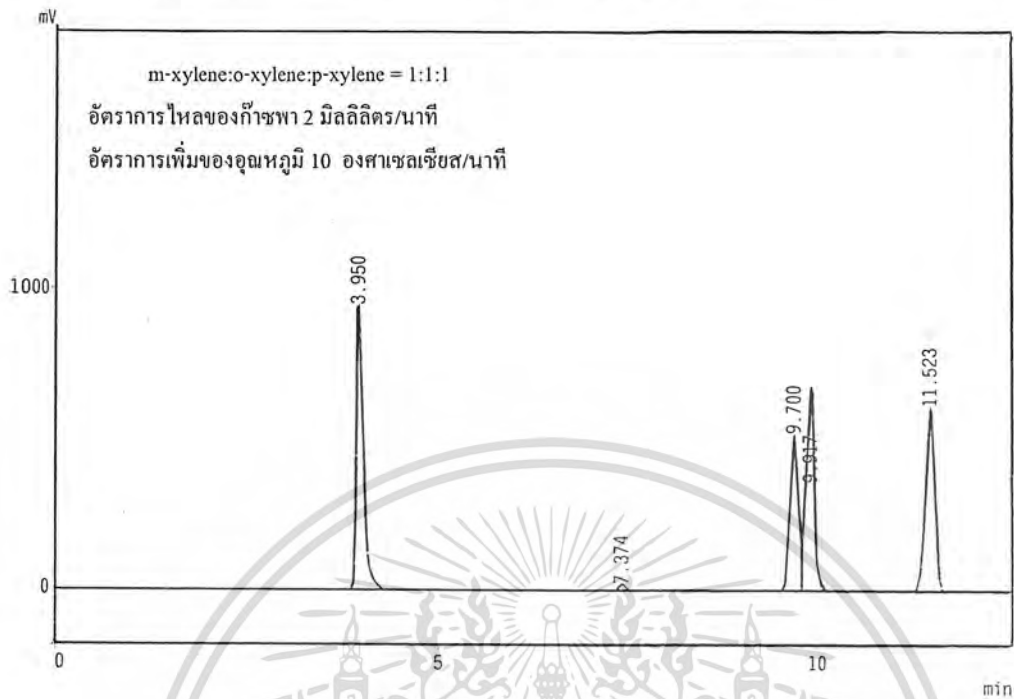 mV
m-xylene:o-xylene:p-xylene = 1:1:1
อัตราการไหลของก๊าซพา 2 มิลลิลิตร/นาที
อัตราการเพิ่มของอุณหภูมิ 10 องศาเซลเซียส/นาที
1000
3.950
9.700
9.917
11.523
7.374
0
0
5
10
min